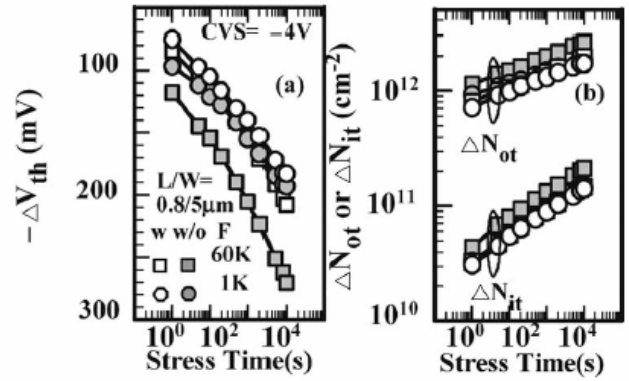 CVS= −4V
(a)
100
200
300
−ΔVth (mV)
L/W=
0.8/5μm
w w/o F
60K
1K
10^0 10^2 10^4
Stress Time(s)
ΔNot or ΔNit (cm^-2)
10^12
10^11
10^10
(b)
△Not
△Nit
10^0 10^2 10^4
Stress Time(s)